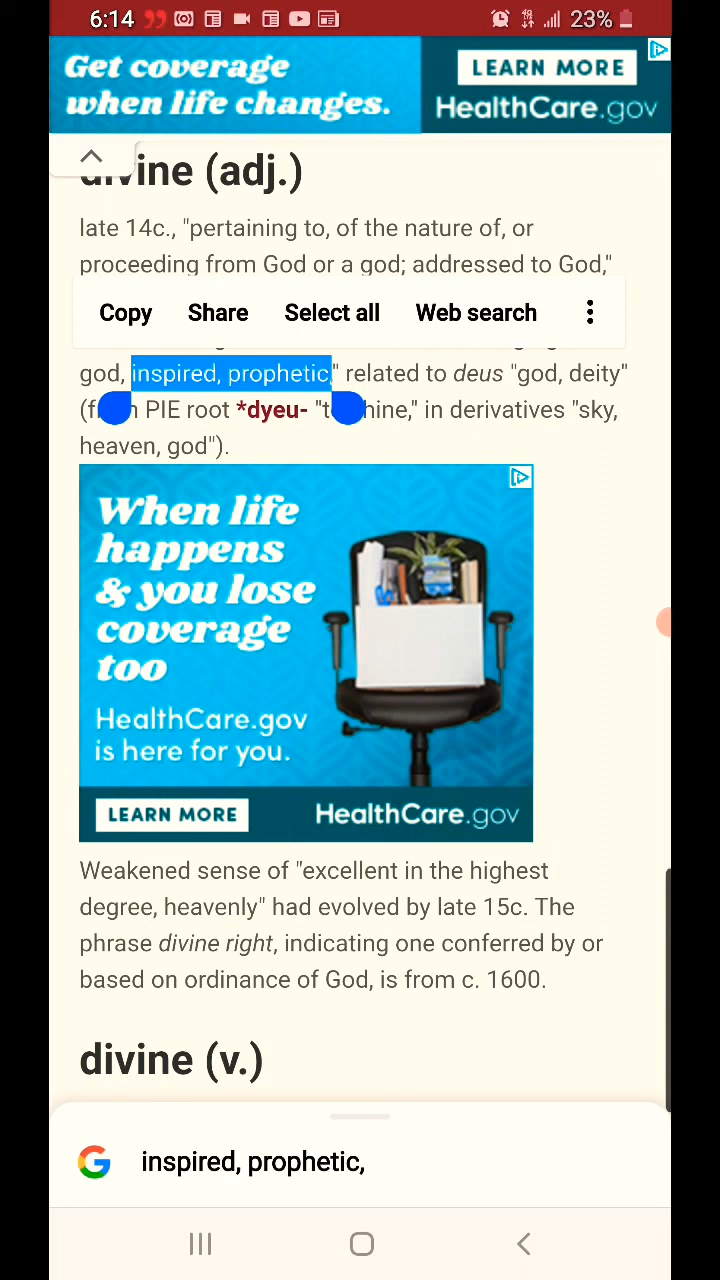 6:14
23%
Get coverage
when life changes.
LEARN MORE
HealthCare.gov
divine (adj.)
late 14c., "pertaining to, of the nature of, or
proceeding from God or a god; addressed to God,"
Copy Share Select all Web search
god, inspired, prophetic," related to deus "god, deity"
PIE root *dyeu- "t hine," in derivatives "sky,
heaven, god").
When life
happens
& you lose
coverage
too
HealthCare.gov
is here for you.
LEARN MORE
HealthCare.gov
Weakened sense of "excellent in the highest
degree, heavenly" had evolved by late 15c. The
phrase divine right, indicating one conferred by or
based on ordinance of God, is from c. 1600.
divine (v.)
inspired, prophetic,